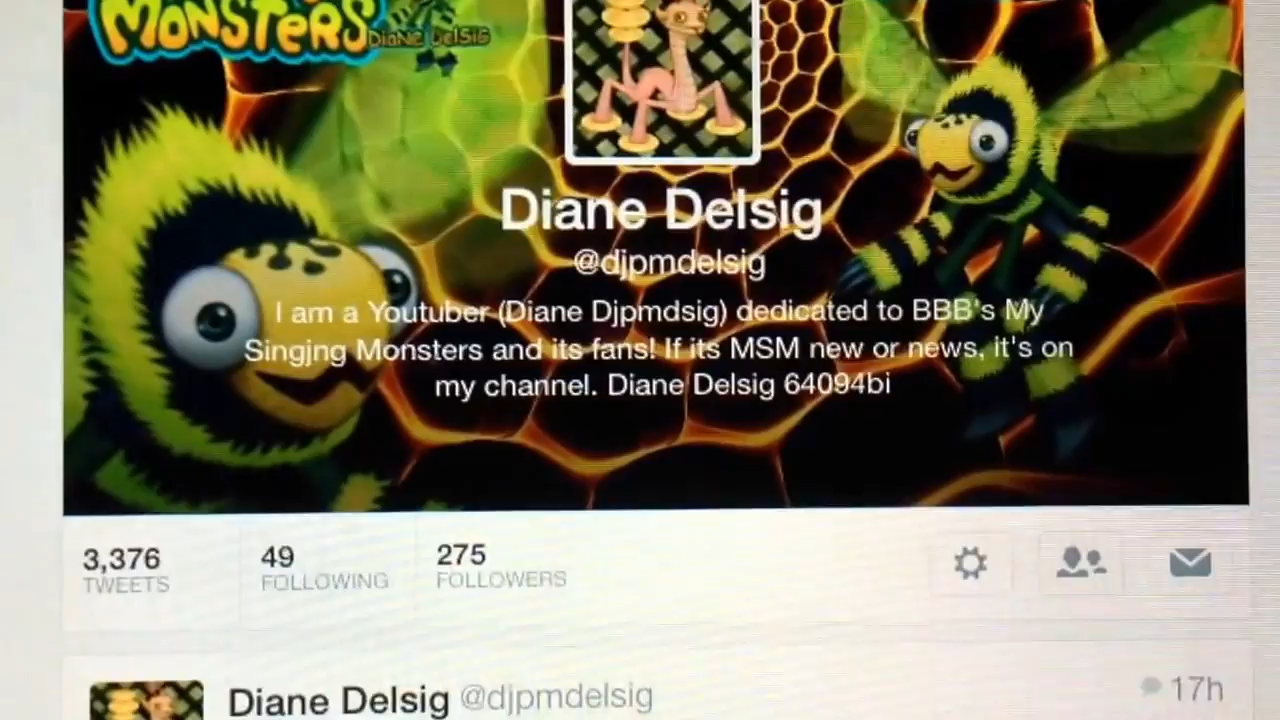 MONSTERS
DIANE DELSIG
Diane Delsig
@djpmdelsig
I am a Youtuber (Diane Djpmdsig) dedicated to BBB's My
Singjng Monsters and its fans! If its MSM new or news, it's on
my channel. Diane Delsig 64094bi
3,376
TWEETS
49
FOLLOWING
275
FOLLOWERS
Diane Delsig @djpmdelsig
17h